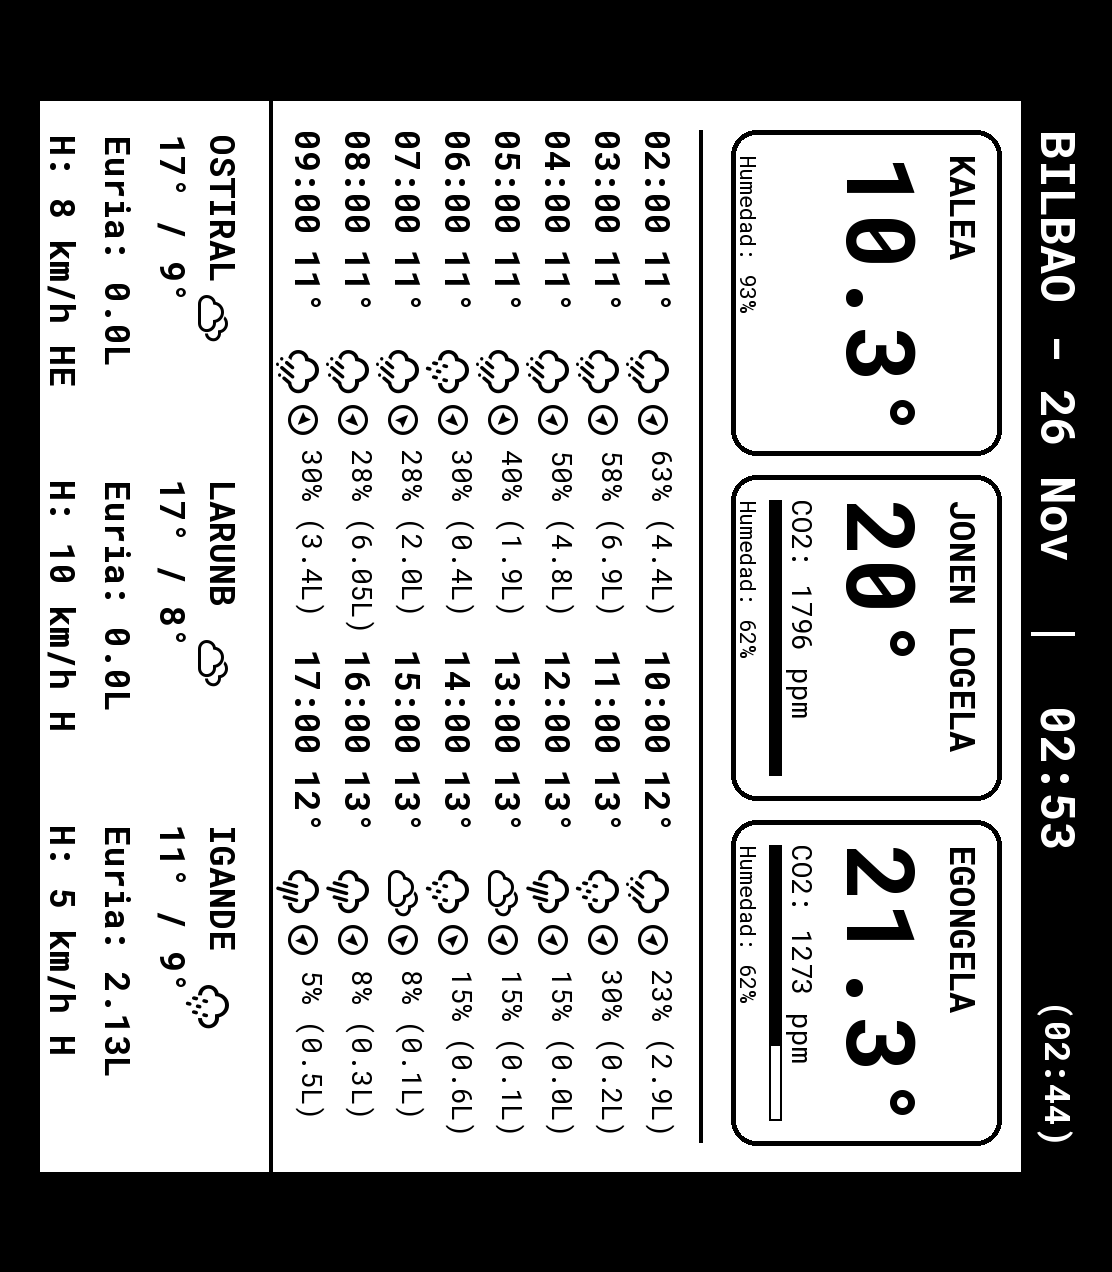 BILBAO - 26 Nov | 02:53 (02:44)
KALEA
10.3°
Humedad: 93%
JONEN LOGELA
20°
CO2: 1796 ppm
Humedad: 62%
EGONGELA
21.3°
CO2: 1273 ppm
Humedad: 62%
02:00 11° 63% (4.4L)
03:00 11° 58% (6.9L)
04:00 11° 50% (4.8L)
05:00 11° 40% (1.9L)
06:00 11° 30% (0.4L)
07:00 11° 28% (2.0L)
08:00 11° 28% (6.05L)
09:00 11° 30% (3.4L)
10:00 12° 23% (2.9L)
11:00 13° 30% (0.2L)
12:00 13° 15% (0.0L)
13:00 13° 15% (0.1L)
14:00 13° 15% (0.6L)
15:00 13° 8% (0.1L)
16:00 13° 8% (0.3L)
17:00 12° 5% (0.5L)
OSTIRAL
17° / 9°
Euria: 0.0L
H: 8 km/h HE
LARUNB
17° / 8°
Euria: 0.0L
H: 10 km/h H
IGANDE
11° / 9°
Euria: 2.13L
H: 5 km/h H